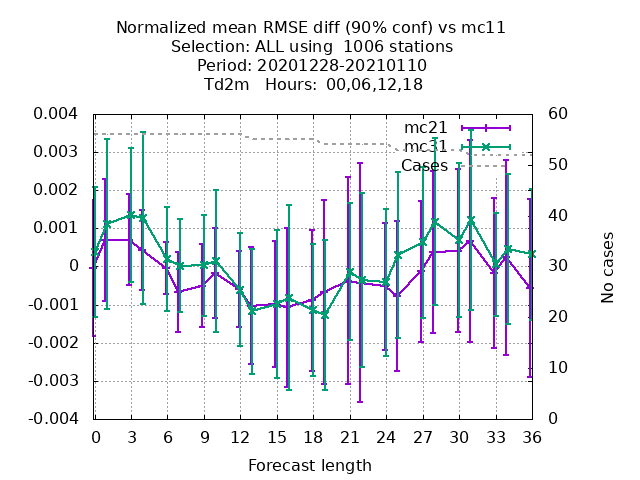 Normalized mean RMSE diff (90% conf) vs mc11
Selection: ALL using  1006 stations
Period: 20201228-20210110
Td2m   Hours:  00,06,12,18
0.004
0.003
0.002
0.001
0
-0.001
-0.002
-0.003
-0.004
60
50
40
30
20
10
0
mc21
mc31
Cases
No cases
0 3 6 9 12 15 18 21 24 27 30 33 36
Forecast length